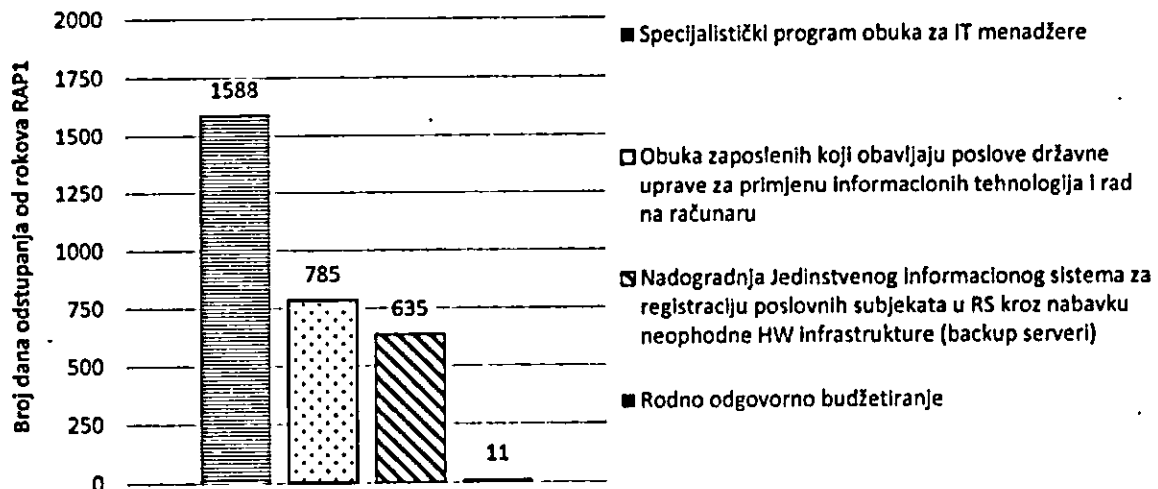 Broj dana odstupanja od rokova RAP1
2000
1750
1500
1250
1000
750
500
250
0
1588
785
635
11
Specijalistički program obuka za IT menadžere
Obuka zaposlenih koji obavljaju poslove državne
uprave za primjenu informacionih tehnologija i rad
na računaru
Nadogradnja Jedinstvenog informacionog sistema za
registraciju poslovnih subjekata u RS kroz nabavku
neophodne HW infrastrukture (backup serveri)
Rodno odgovorno budžetiranje